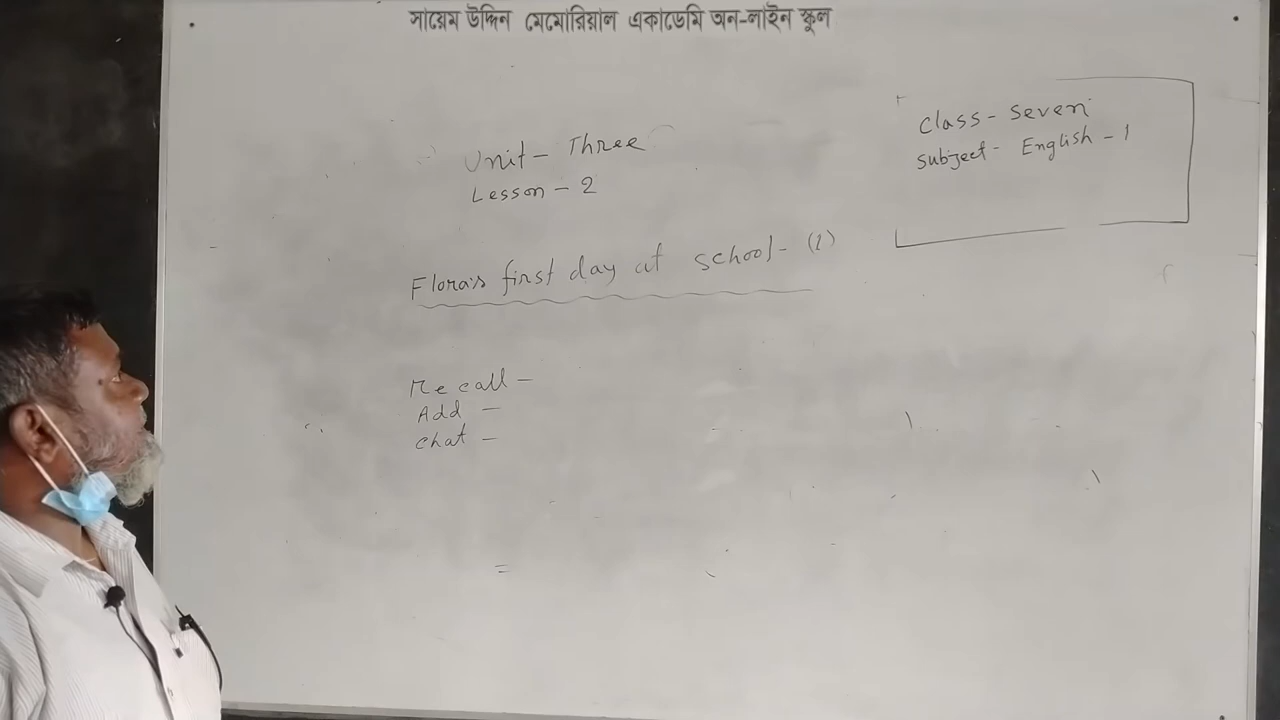 সায়েম উদ্দিন মেমোরিয়াল একাডেমি অন-লাইন স্কুল
Class - Seven
Subject - English - 1
Unit - Three
Lesson - 2
Flora's first day at school - (1)
Recall -
Add -
Chat -